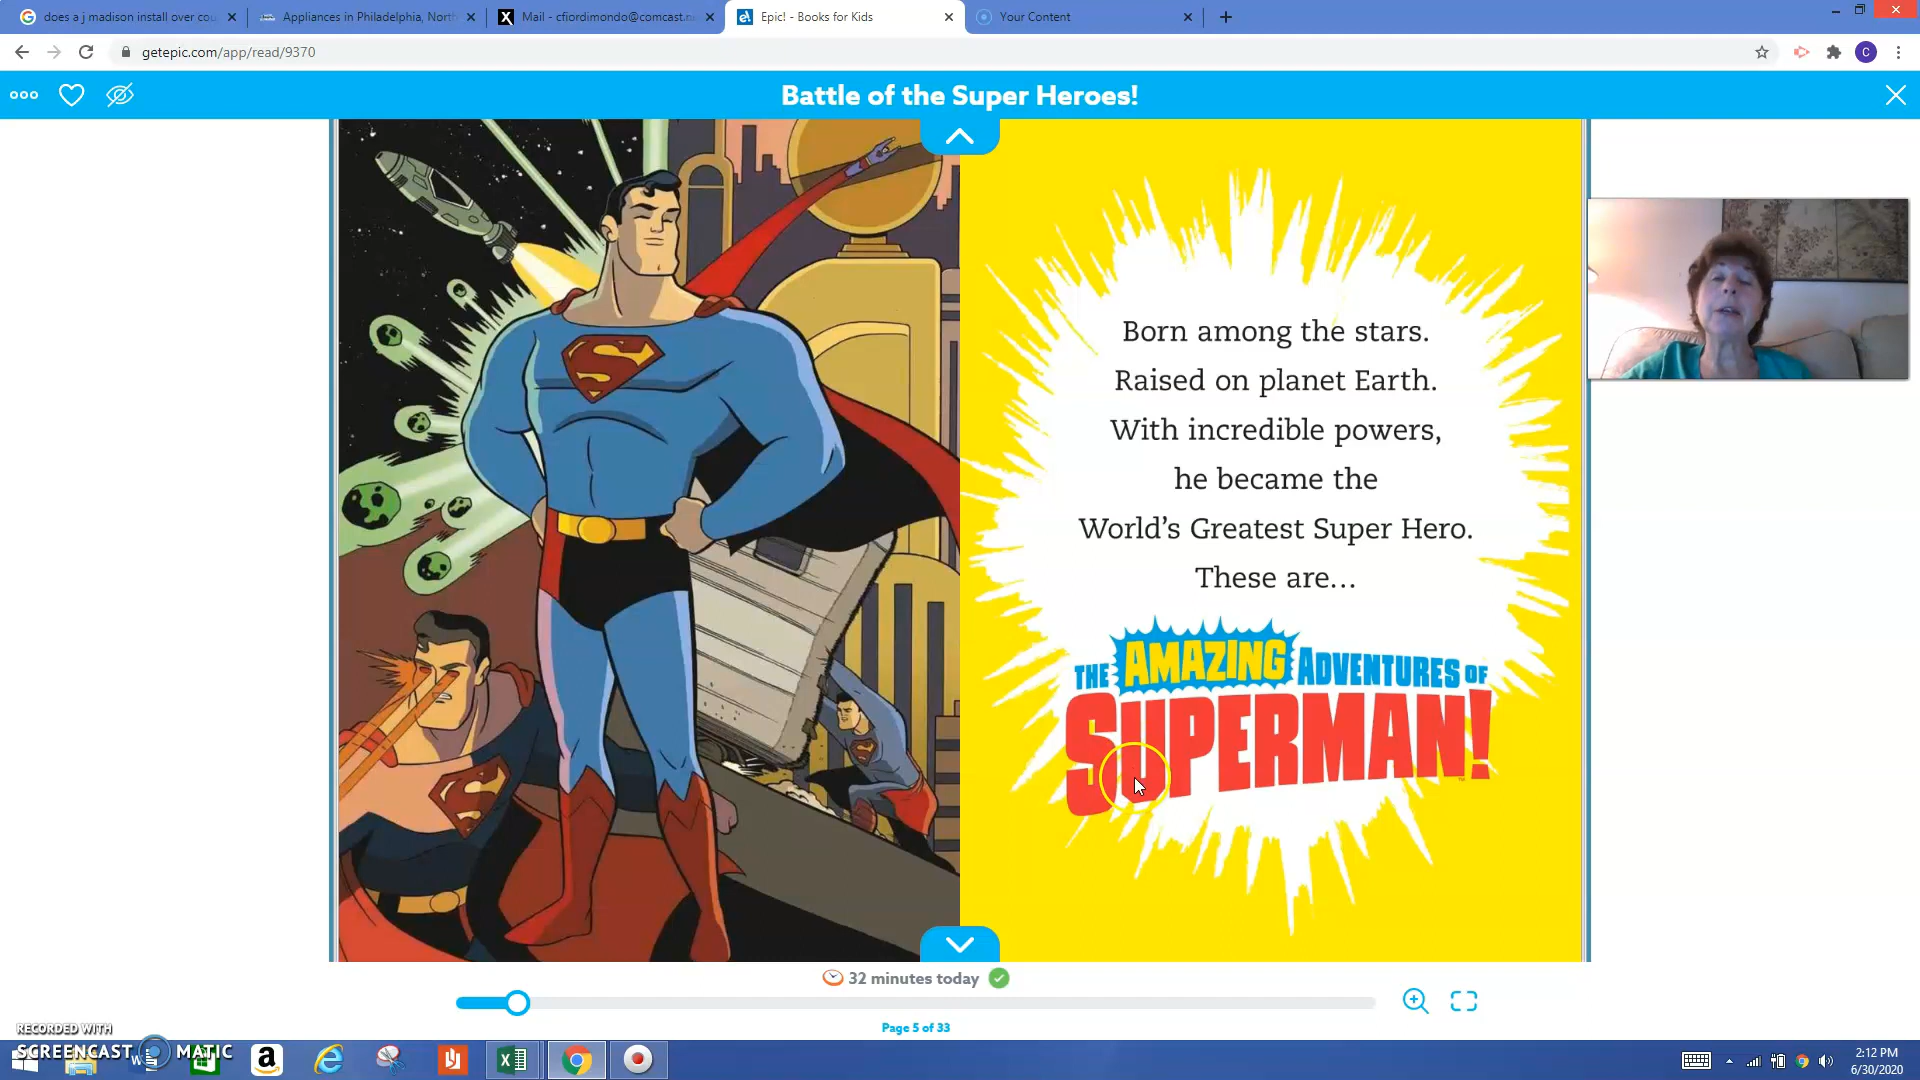 does a j madison install over cou
Appliances in Philadelphia, North
Mail - cfiordimondo@comcast.ne
Epic! - Books for Kids
Your Content
getepic.com/app/read/9370
C
Battle of the Super Heroes!
Born among the stars.
Raised on planet Earth.
With incredible powers,
he became the
World's Greatest Super Hero.
These are...
THE AMAZING ADVENTURES OF
SUPERMAN!
32 minutes today
Page 5 of 33
RECORDED WITH
SCREENCAST MATIC
2:12 PM
6/30/2020